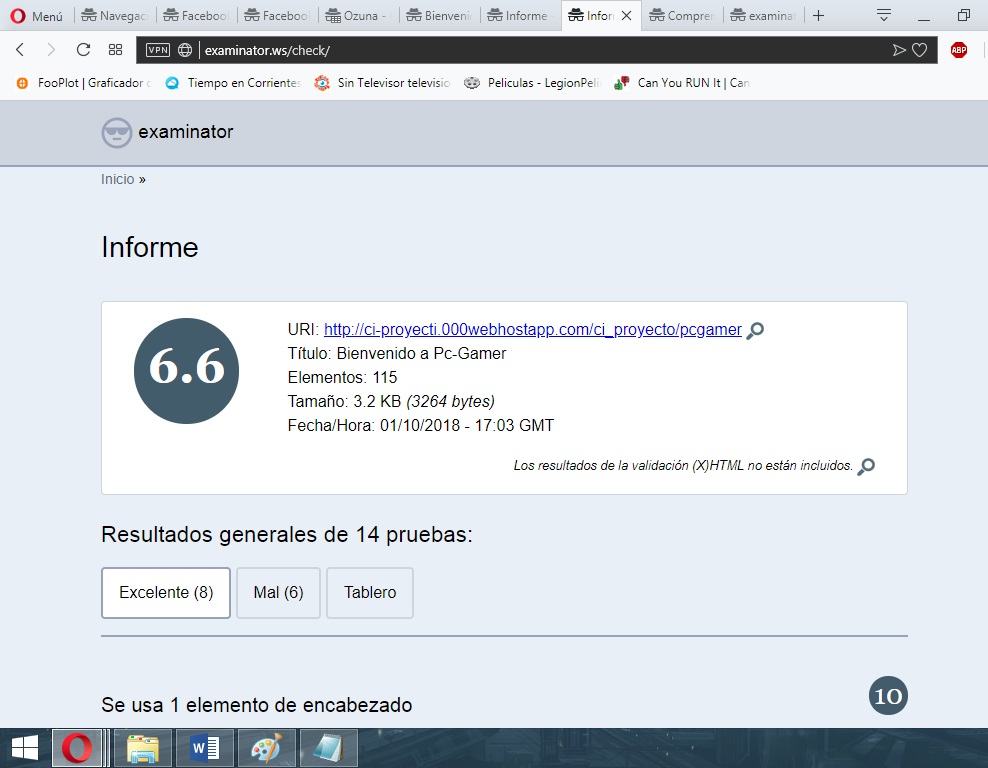 Menú Navegac Faceboo Faceboo Ozuna - Bienveni Informe Infor Compren examinat
VPN examinator.ws/check/ ABP
FooPlot | Graficador Tiempo en Corrientes Sin Televisor televisio Peliculas - LegionPeli Can You RUN It | Can
examinator
Inicio »
Informe
6.6
URI: http://ci-proyecti.000webhostapp.com/ci_proyecto/pcgamer
Título: Bienvenido a Pc-Gamer
Elementos: 115
Tamaño: 3.2 KB (3264 bytes)
Fecha/Hora: 01/10/2018 - 17:03 GMT
Los resultados de la validación (X)HTML no están incluidos.
Resultados generales de 14 pruebas:
Excelente (8) Mal (6) Tablero
Se usa 1 elemento de encabezado 10